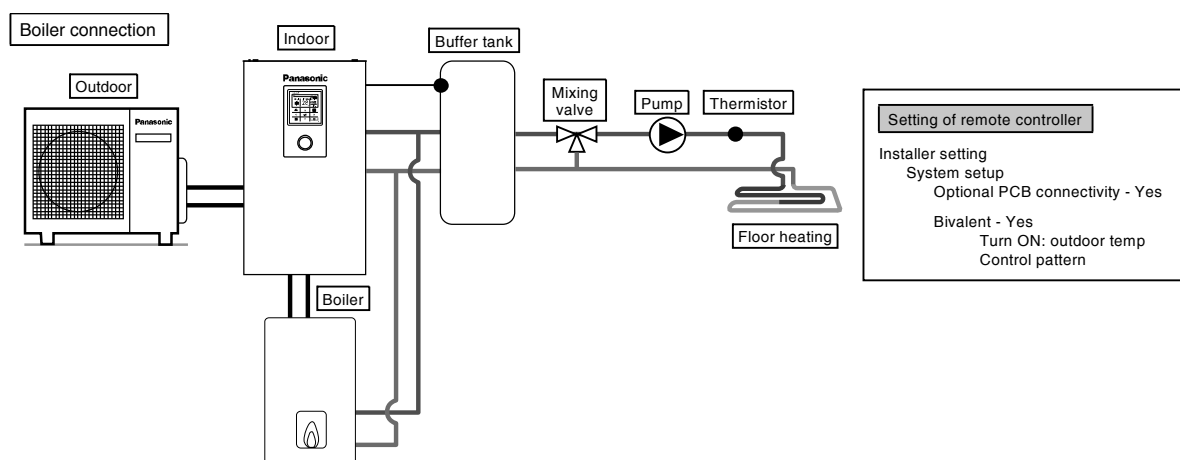 Boiler connection
Outdoor
Panasonic
Indoor
Panasonic
Buffer tank
Mixing
valve
Pump
Thermistor
Floor heating
Boiler
Setting of remote controller
Installer setting
System setup
Optional PCB connectivity - Yes
Bivalent - Yes
Turn ON: outdoor temp
Control pattern